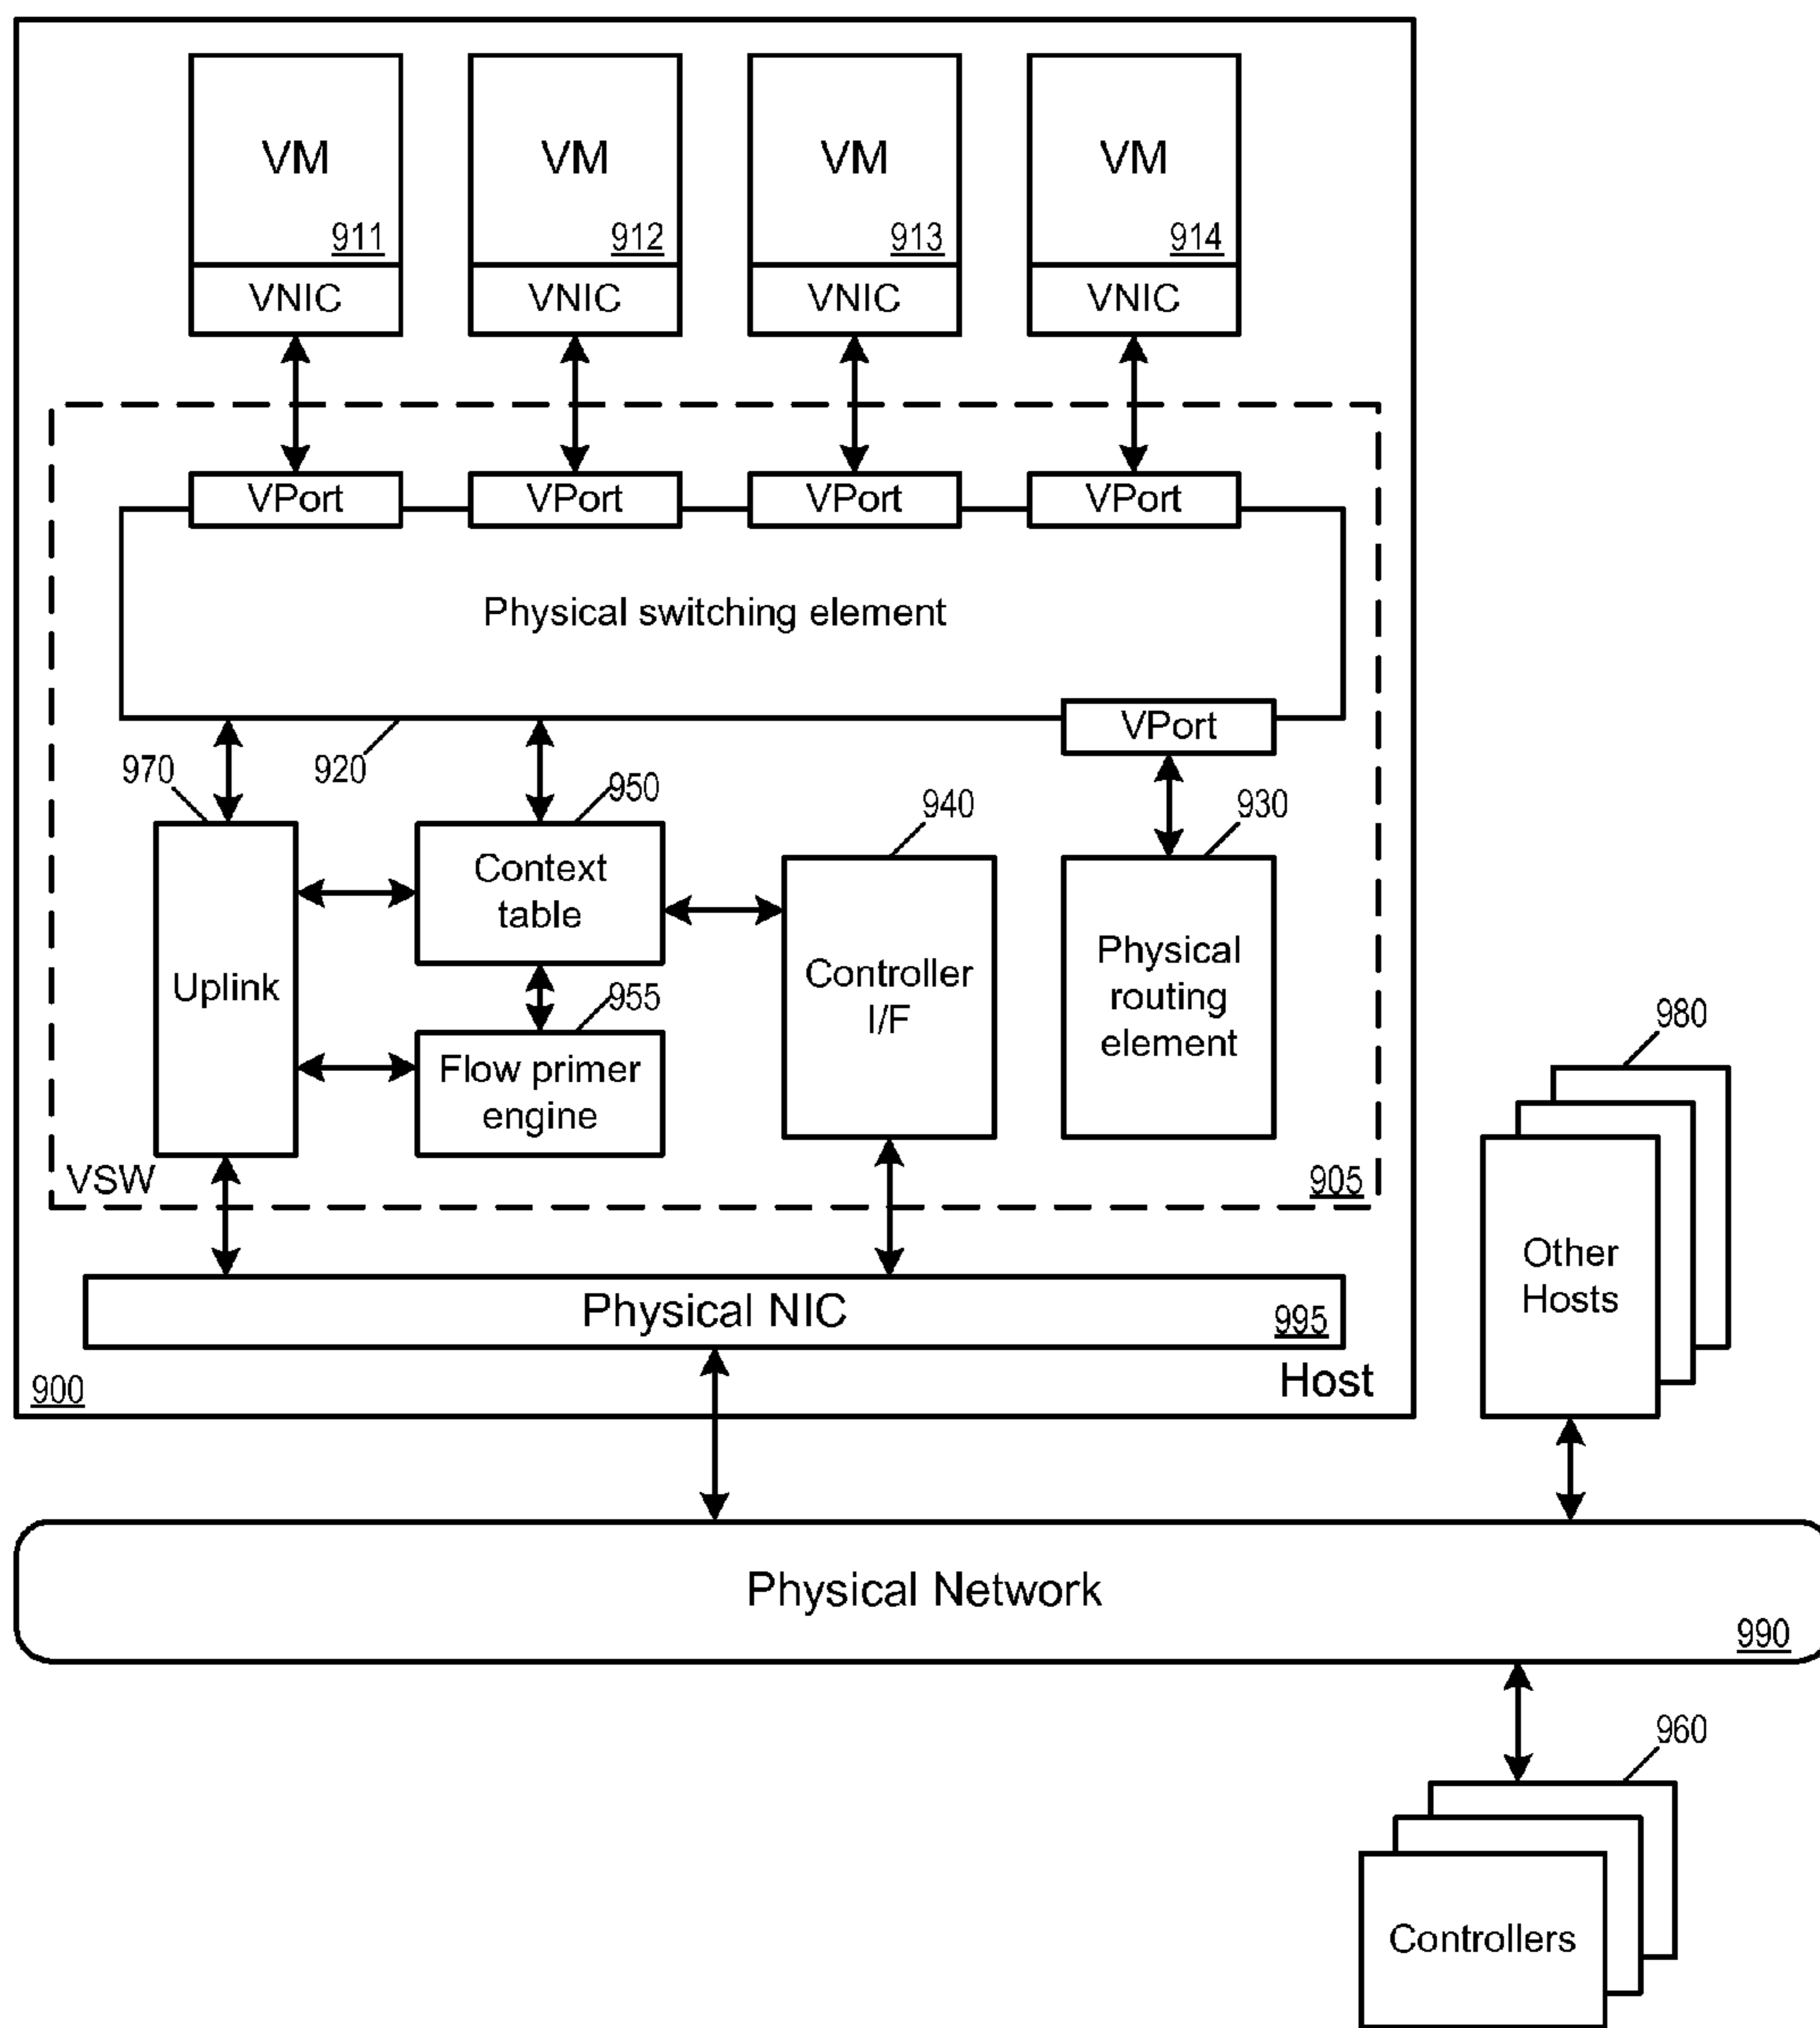 VM
VM
VM
VM
911
912
913
914
VNIC
VNIC
VNIC
VNIC
VPort
VPort
VPort
VPort
Physical switching element
VPort
970
920
950
940
930
Context
table
Uplink
Controller
I/F
Physical
routing
element
955
Flow primer
engine
VSW
905
980
Other
Hosts
Physical NIC
995
900
Host
Physical Network
990
960
Controllers